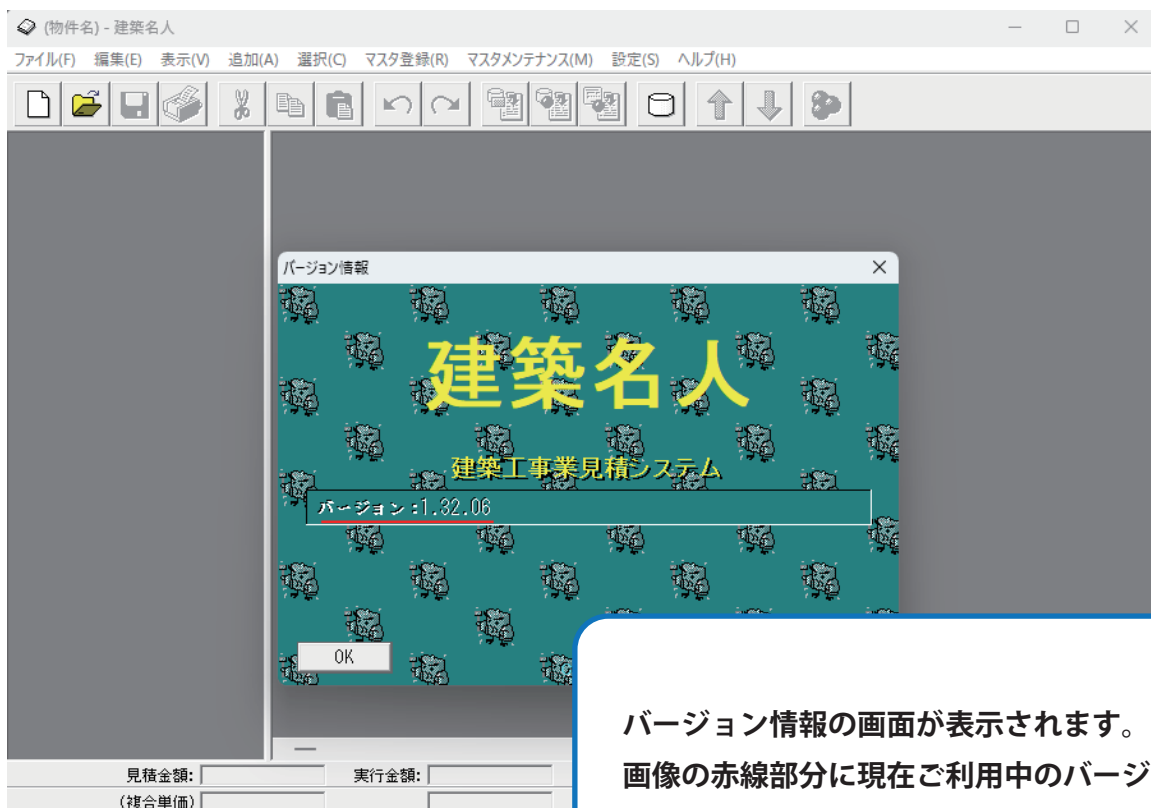 (物件名) - 建築名人
ファイル(F) 編集(E) 表示(V) 追加(A) 選択(C) マスタ登録(R) マスタメンテナンス(M) 設定(S) ヘルプ(H)
バージョン情報
建築名人
建築工事業見積システム
バージョン:1.32.06
OK
バージョン情報の画面が表示されます。
画像の赤線部分に現在ご利用中のバージ
見積金額: 実行金額:
(複合単価)